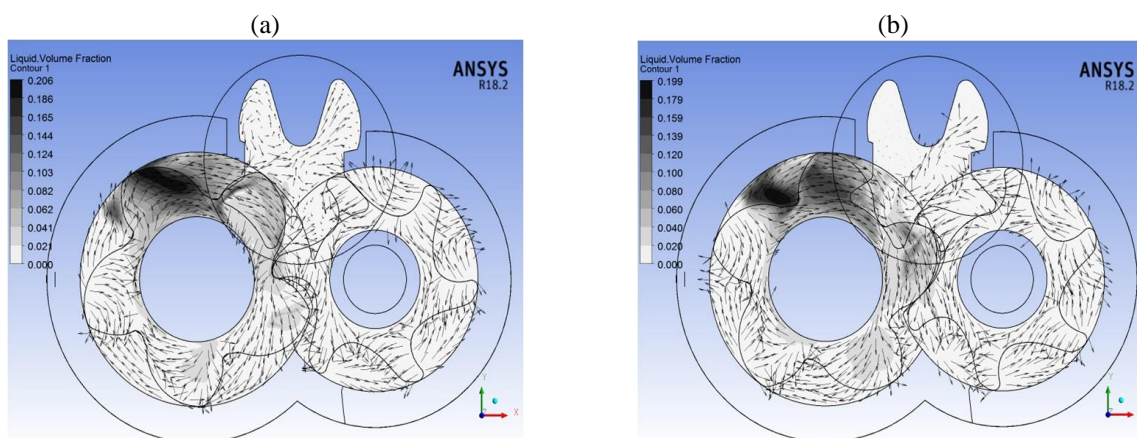 (a)
Liquid.Volume Fraction
Contour 1
0.206
0.186
0.165
0.144
0.124
0.103
0.082
0.062
0.041
0.021
0.000
ANSYS
R18.2
Y
Z
X
(b)
Liquid.Volume Fraction
Contour 1
0.199
0.179
0.159
0.139
0.120
0.100
0.080
0.060
0.040
0.020
0.000
ANSYS
R18.2
Y
Z
X